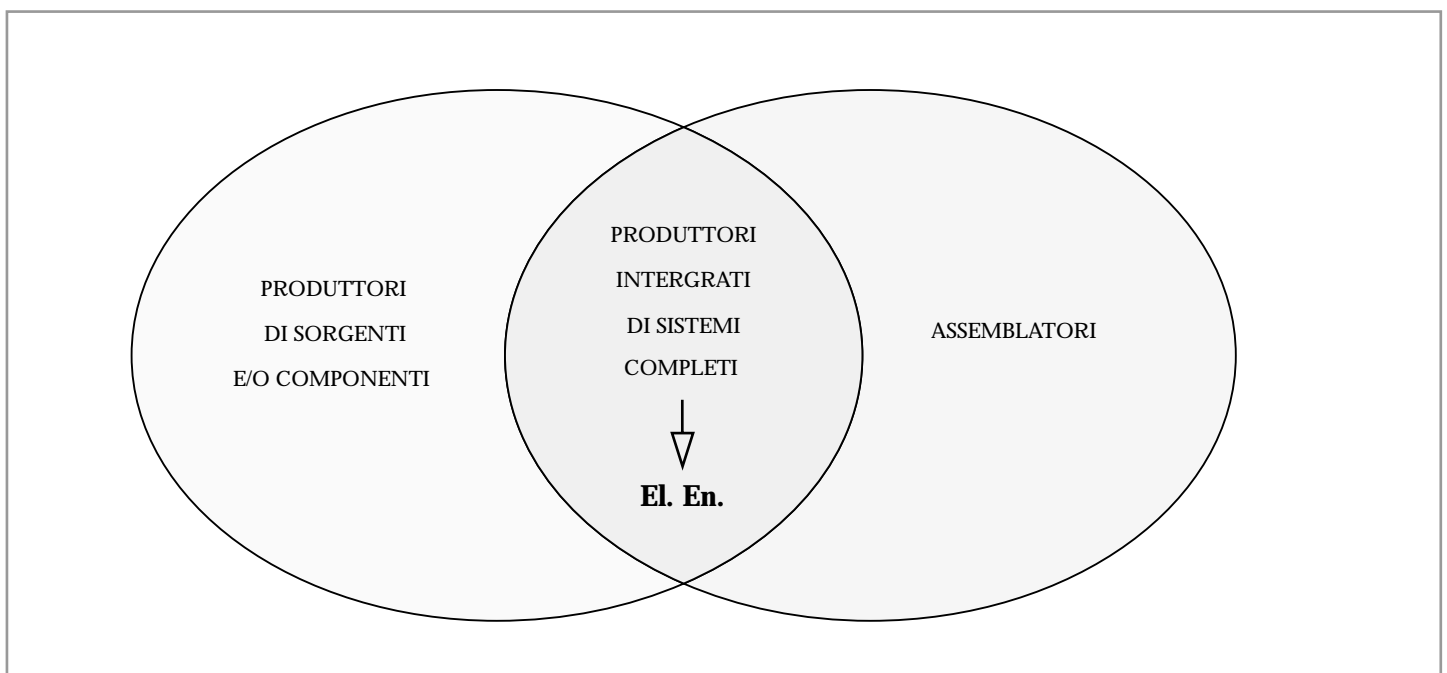 PRODUTTORI
DI SORGENTI
E/O COMPONENTI
PRODUTTORI
INTERGRATI
DI SISTEMI
COMPLETI
El. En.
ASSEMBLATORI